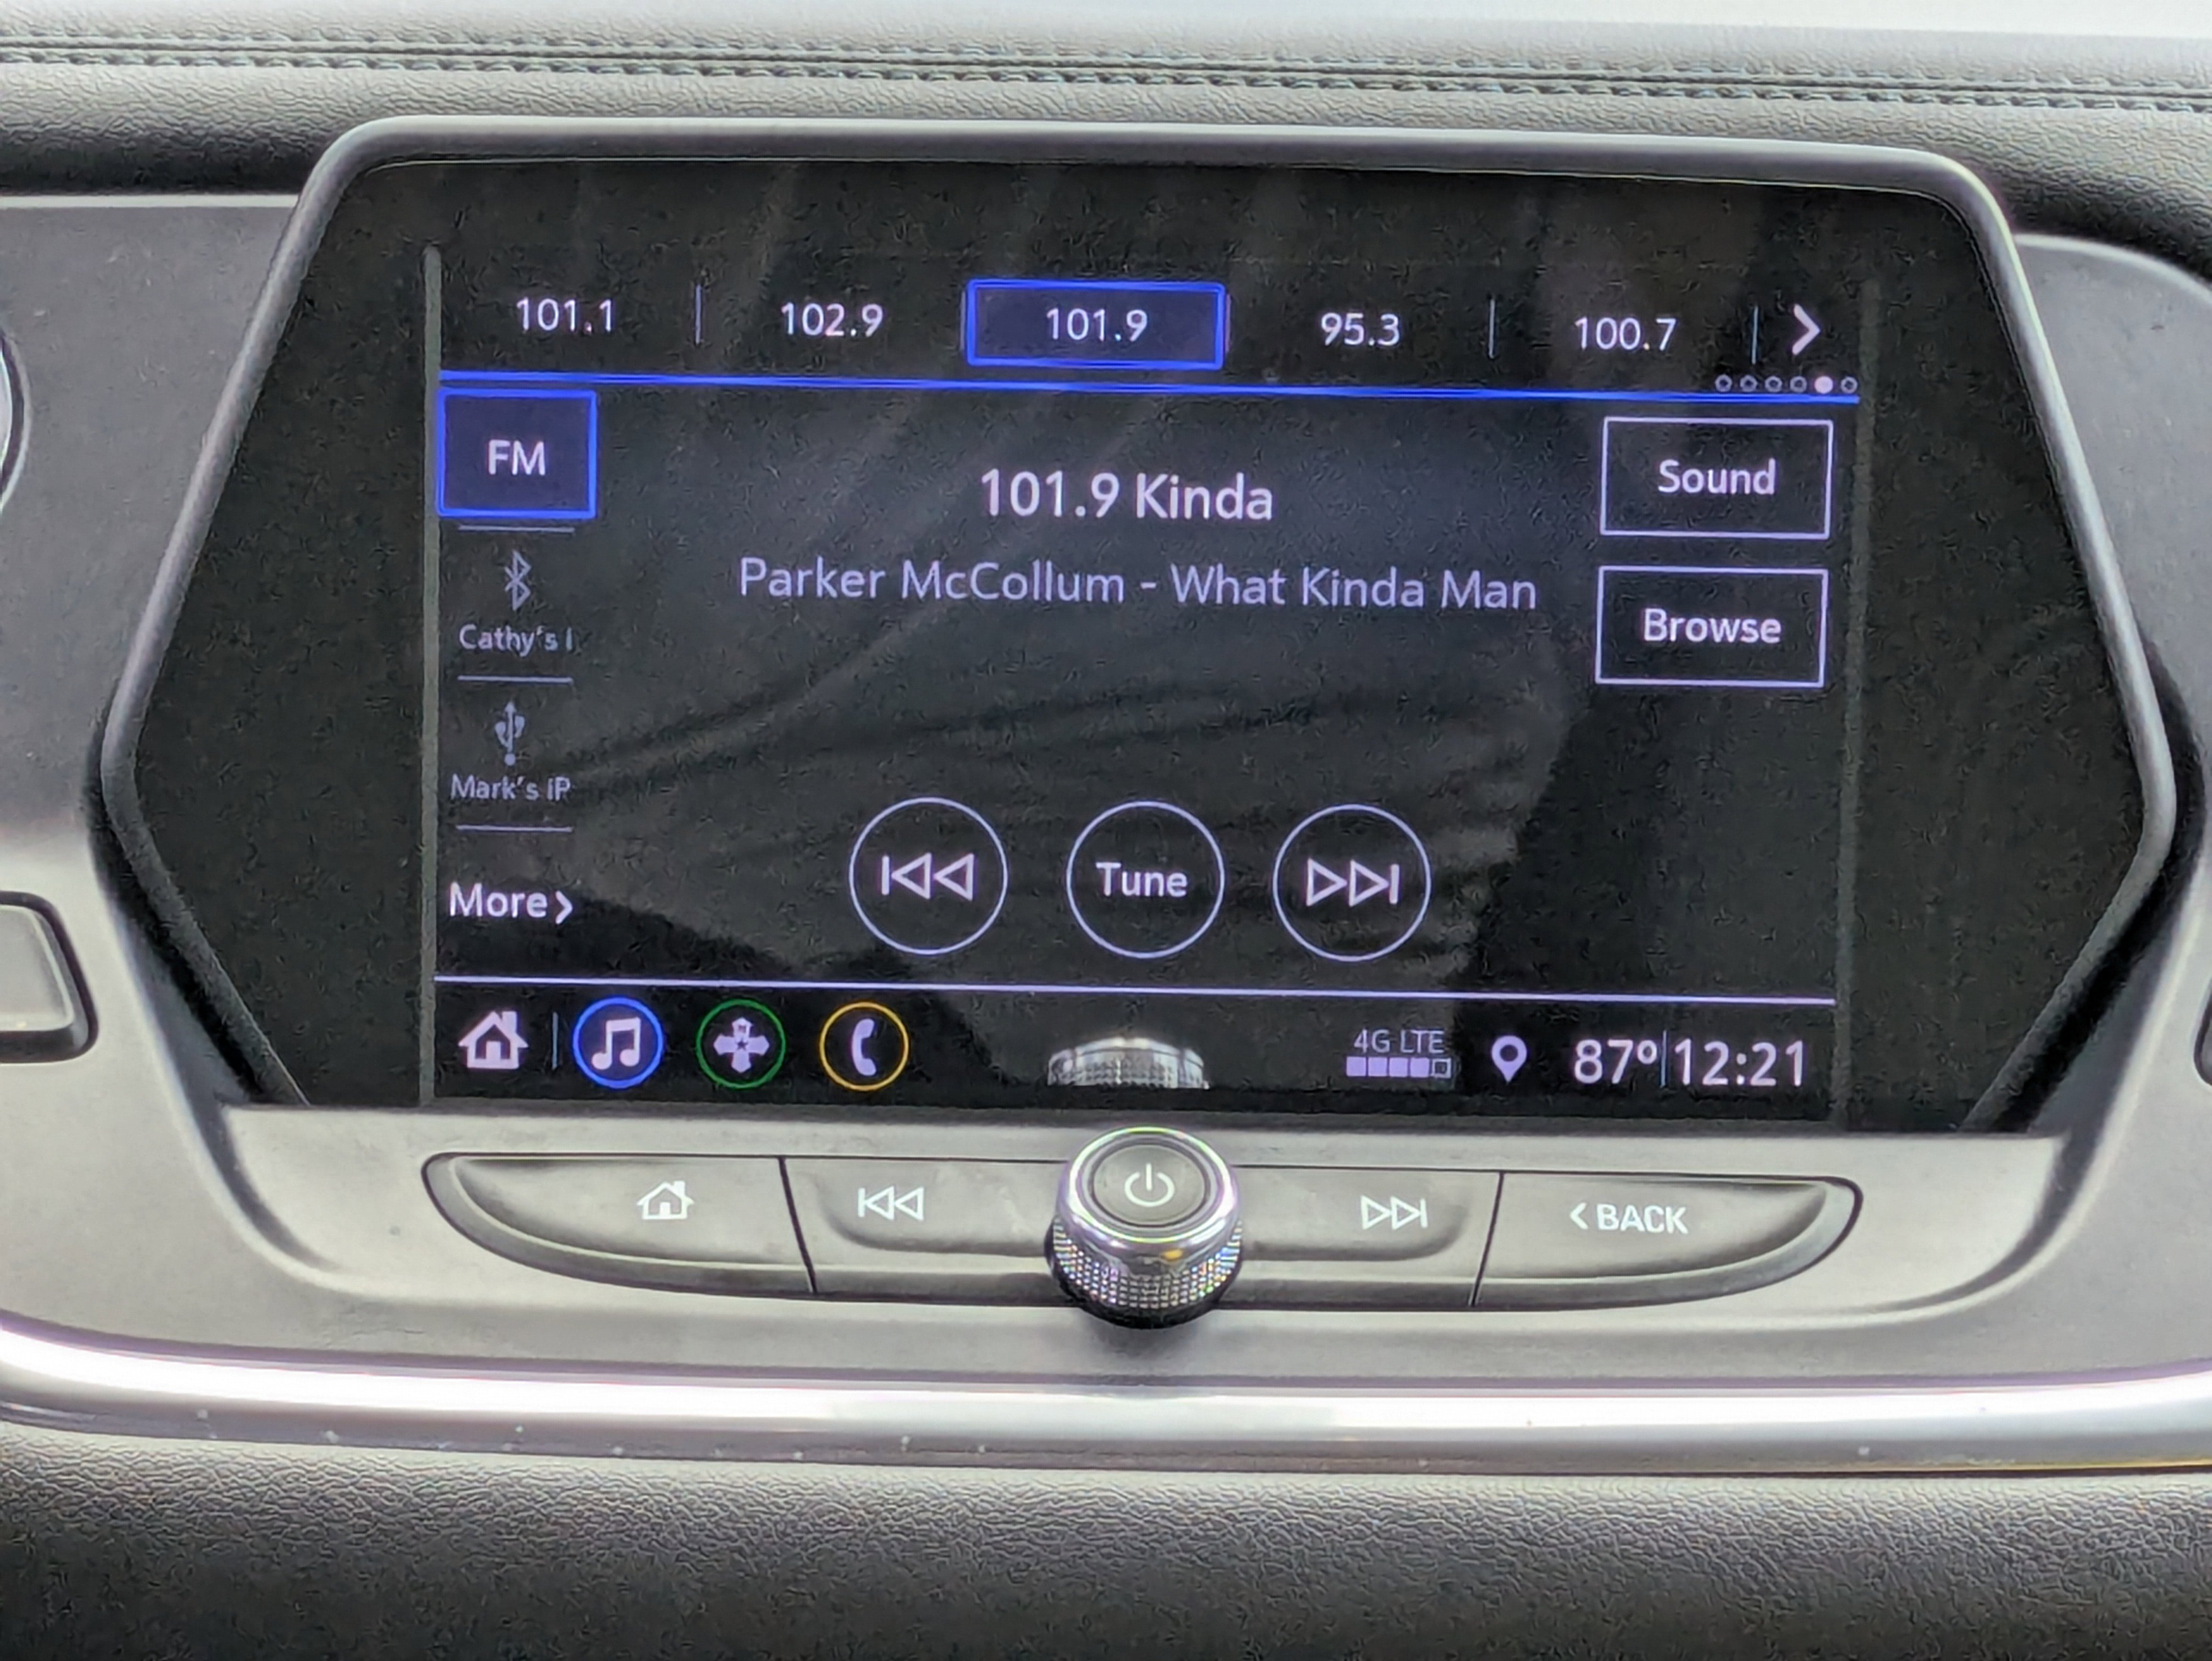 101.1 102.9 101.9 95.3 100.7
FM
101.9 Kinda
Sound
Parker McCollum - What Kinda Man
Cathy's I
Browse
Mark's iP
More
Tune
4G LTE
87º 12:21
BACK